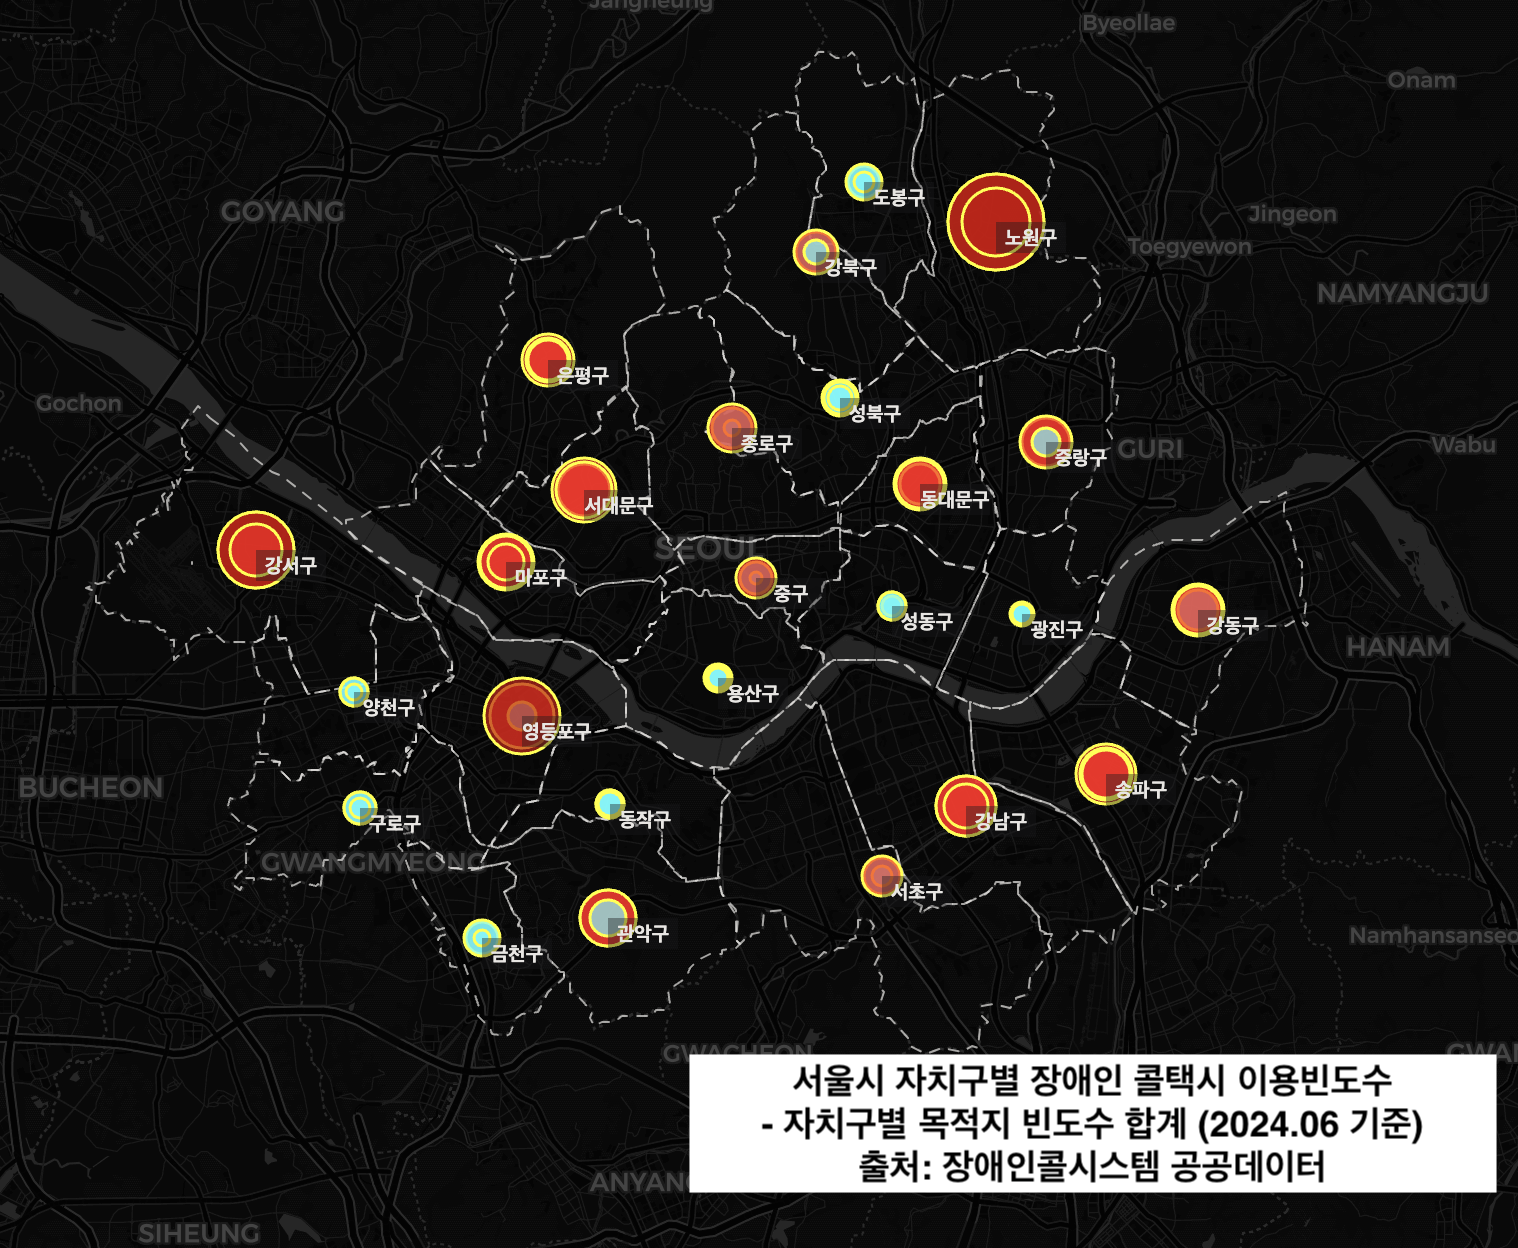 Jangheung
Byeollae
Onam
GOYANG
도봉구
노원구
Jingeon
Toegyewon
강북구
NAMYANGJU
은평구
Gochon
성북구
종로구
중랑구
GURI
Wabu
서대문구
동대문구
SEOUL
강서구
마포구
중구
성동구
광진구
강동구
HANAM
양천구
용산구
영등포구
BUCHEON
송파구
구로구
동작구
강남구
GWANGMYEONG
서초구
관악구
금천구
Namhansanseo
GWACHEON
GWAN
서울시 자치구별 장애인 콜택시 이용빈도수
- 자치구별 목적지 빈도수 합계 (2024.06 기준)
출처: 장애인콜시스템 공공데이터
ANYANG
SIHEUNG